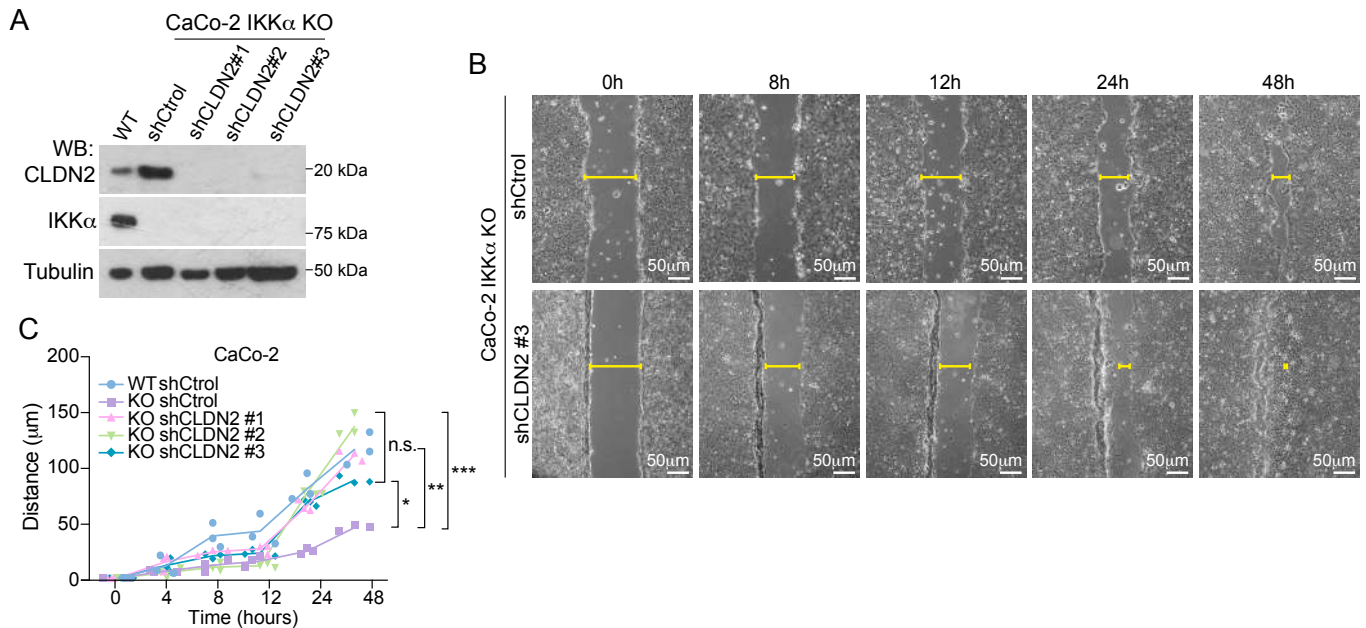 A
CaCo-2 IKKα KO
WT
shCtrol
shCLDN2#1
shCLDN2#2
shCLDN2#3
WB:
CLDN2
20 kDa
IKKα
75 kDa
Tubulin
50 kDa
B
0h 8h 12h 24h 48h
CaCo-2 IKKα KO
shCtrol
50μm 50μm 50μm 50μm 50μm
shCLDN2 #3
50μm 50μm 50μm 50μm 50μm
C
CaCo-2
Distance (μm)
200
150
100
50
0
WT shCtrol
KO shCtrol
KO shCLDN2 #1
KO shCLDN2 #2
KO shCLDN2 #3
n.s.
*
**
***
0 4 8 12 24 48
Time (hours)